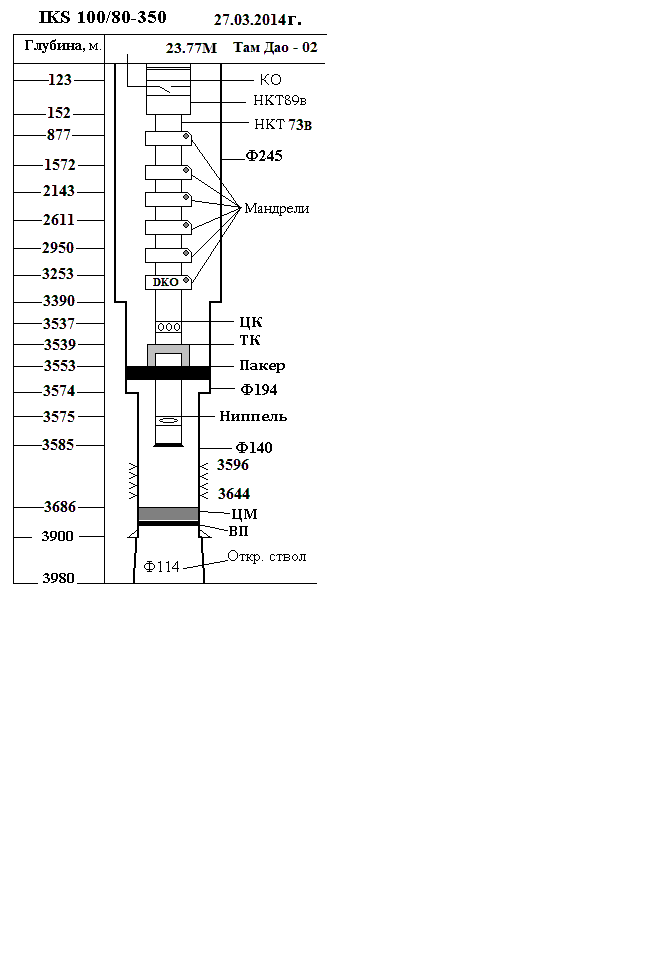 IKS 100/80-350 27.03.2014г.
Глубина, м. 23.77М Там Дао - 02
123 КО
НКТ89в
152 НКТ 73В
877
Ф245
1572
2143
Мандрели
2611
2950
3253 DKO
3390
3537 ЦК
3539 ТК
3553 Пакер
3574 Ф194
3575 Ниппель
3585 Ф140
3596
3644
3686 ЦМ
3900 ВП
Откр. ствол
Ф114
3980